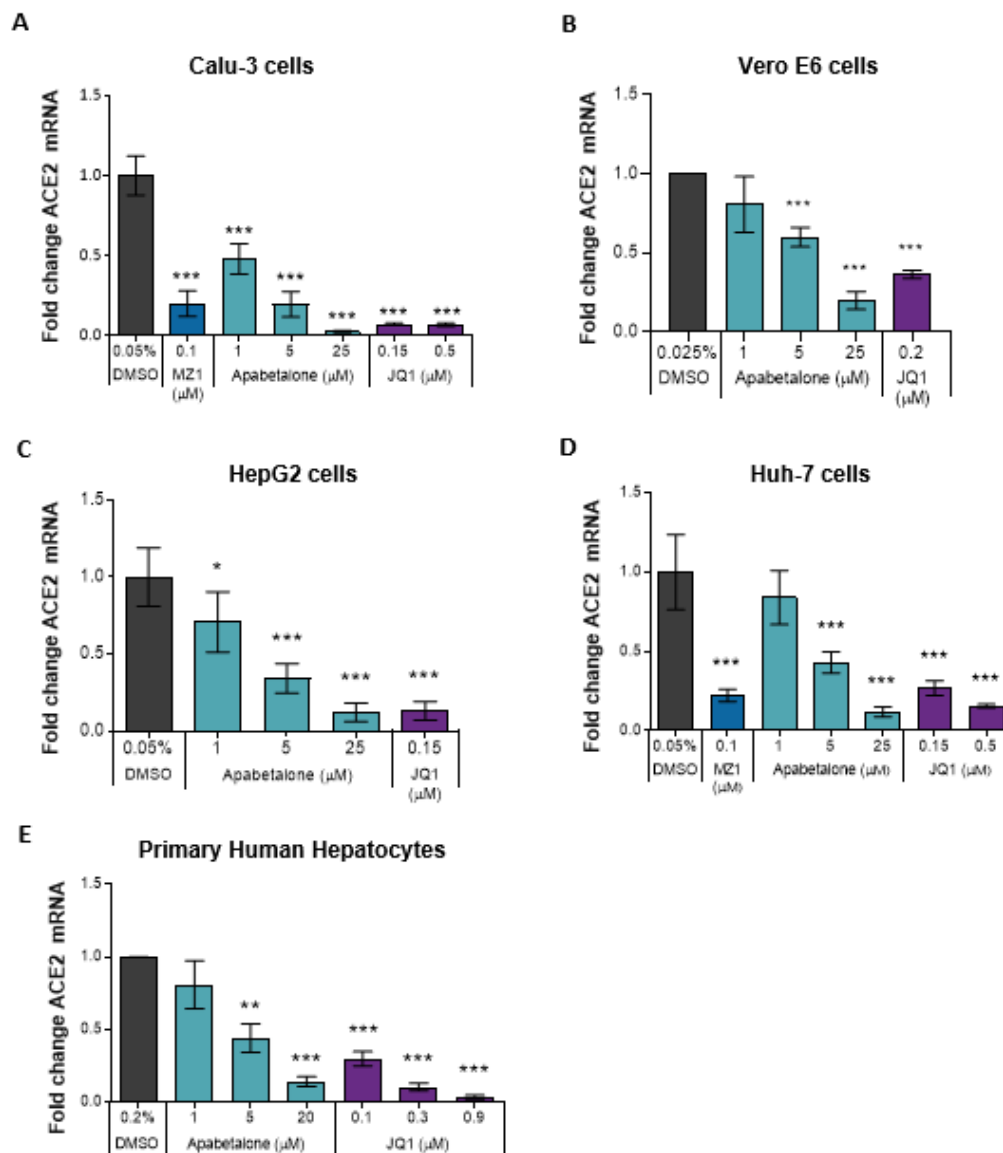 A
Calu-3 cells
Fold change ACE2 mRNA
1.5
1.0
0.5
0.0
***
***
***
***
***
***
0.05%
0.1
1
5
25
0.15
0.5
DMSO
MZ1
(μM)
Apabetalone (μM)
JQ1 (μM)
B
Vero E6 cells
Fold change ACE2 mRNA
1.5
1.0
0.5
0.0
***
***
***
0.025%
1
5
25
0.2
DMSO
Apabetalone (μM)
JQ1
(μM)
C
HepG2 cells
Fold change ACE2 mRNA
1.5
1.0
0.5
0.0
*
***
***
***
0.05%
1
5
25
0.15
DMSO
Apabetalone (μM)
JQ1
(μM)
D
Huh-7 cells
Fold change ACE2 mRNA
1.5
1.0
0.5
0.0
***
***
***
***
***
0.05%
0.1
1
5
25
0.15
0.5
DMSO
MZ1
(μM)
Apabetalone (μM)
JQ1 (μM)
E
Primary Human Hepatocytes
Fold change ACE2 mRNA
1.5
1.0
0.5
0.0
**
***
***
***
***
0.2%
1
5
20
0.1
0.3
0.9
DMSO
Apabetalone (μM)
JQ1 (μM)